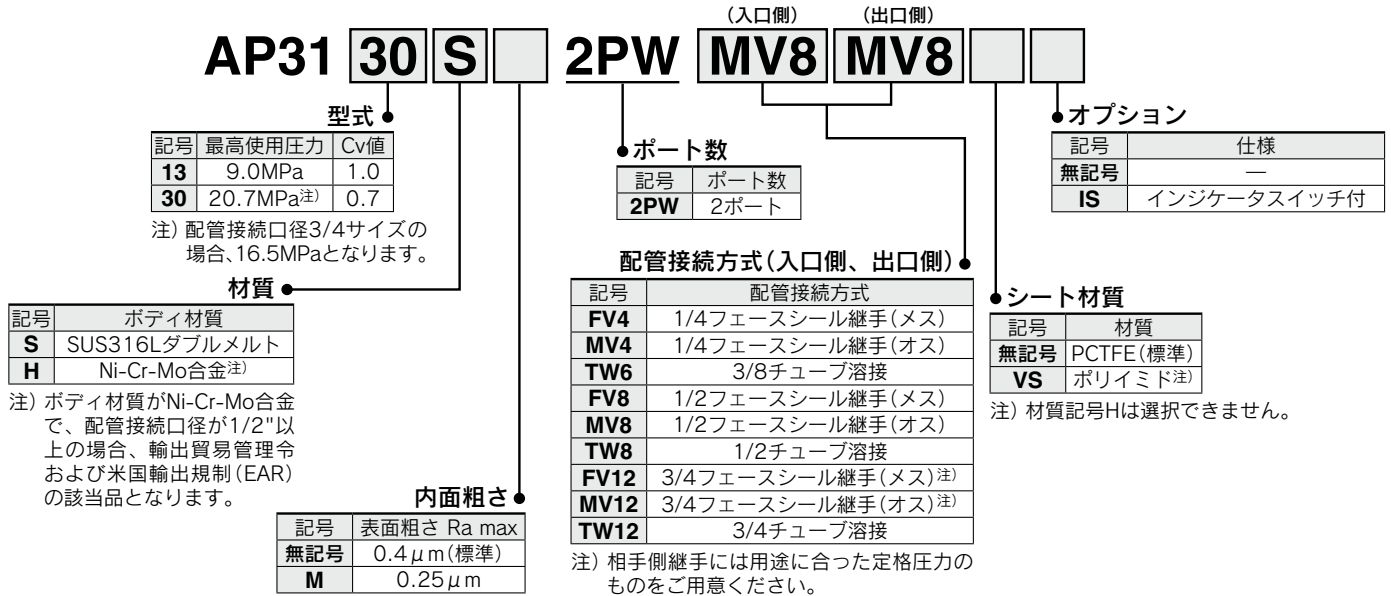 (入口側) (出口側)
AP31 30 S 2PW MV8 MV8
型式
記号 最高使用圧力 Cv値
13 9.0MPa 1.0
30 20.7MPa注) 0.7
注) 配管接続口径3/4サイズの
場合、16.5MPaとなります。
材質
記号 ボディ材質
S SUS316Lダブルメルト
H Ni-Cr-Mo合金注)
注) ボディ材質がNi-Cr-Mo合金
で、配管接続口径が1/2"以
上の場合、輸出貿易管理令
および米国輸出規制(EAR)
の該当品となります。
内面粗さ
記号 表面粗さ Ra max
無記号 0.4μm(標準)
M 0.25μm
ポート数
記号 ポート数
2PW 2ポート
配管接続方式(入口側、出口側)
記号 配管接続方式
FV4 1/4フェースシール継手(メス)
MV4 1/4フェースシール継手(オス)
TW6 3/8チューブ溶接
FV8 1/2フェースシール継手(メス)
MV8 1/2フェースシール継手(オス)
TW8 1/2チューブ溶接
FV12 3/4フェースシール継手(メス)注)
MV12 3/4フェースシール継手(オス)注)
TW12 3/4チューブ溶接
注) 相手側継手には用途に合った定格圧力の
ものをご用意ください。
シート材質
記号 材質
無記号 PCTFE(標準)
VS ポリイミド注)
注) 材質記号Hは選択できません。
オプション
記号 仕様
無記号 —
IS インジケータスイッチ付